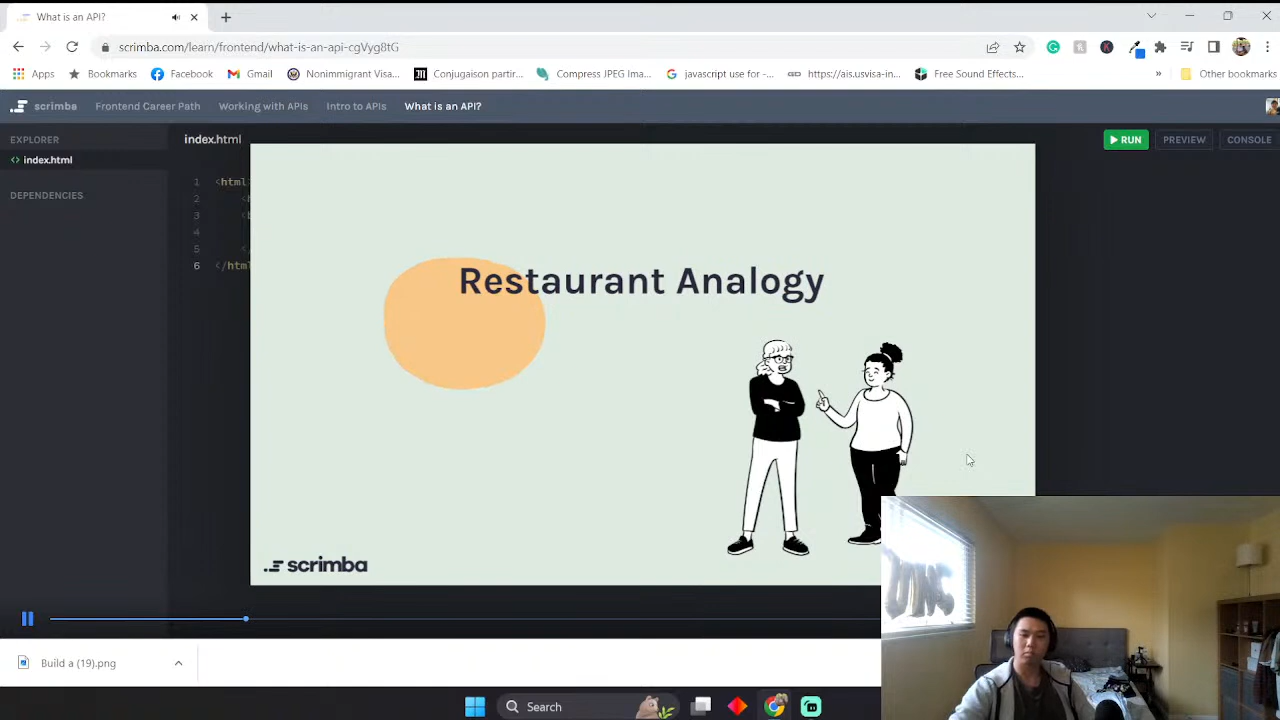 What is an API?
scrimba.com/learn/frontend/what-is-an-api-cgVyg8tG
Apps
Bookmarks
Facebook
Gmail
Nonimmigrant Visa...
Conjugaison partir...
Compress JPEG Ima...
javascript use for -...
https://ais.usvisa-in...
Free Sound Effects...
»
Other bookmarks
scrimba
Frontend Career Path
Working with APIs
Intro to APIs
What is an API?
EXPLORER
index.html
RUN
PREVIEW
CONSOLE
<> index.html
DEPENDENCIES
1 <html
2
3
4
5 </
6 </html
Restaurant Analogy
scrimba
Build a (19).png
Search